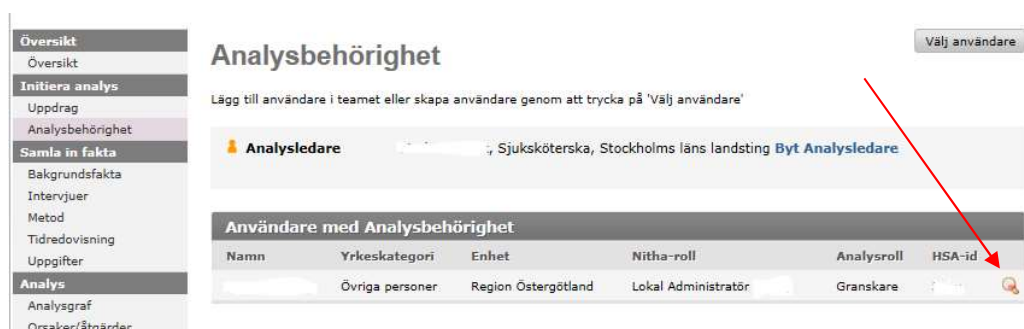 Översikt
Översikt
Initiera analys
Uppdrag
Analysbehörighet
Samla in fakta
Bakgrundsfakta
Intervjuer
Metod
Tidredovisning
Uppgifter
Analys
Analysgraf
Orsaker/åtgärder
Analysbehörighet
Välj användare
Lägg till användare i teamet eller skapa användare genom att trycka på 'Välj användare'
Analysledare , Sjuksköterska, Stockholms läns landsting Byt Analysledare
Användare med Analysbehörighet
Namn Yrkeskategori Enhet Nitha-roll Analysroll HSA-id
Övriga personer Region Östergötland Lokal Administratör Granskare